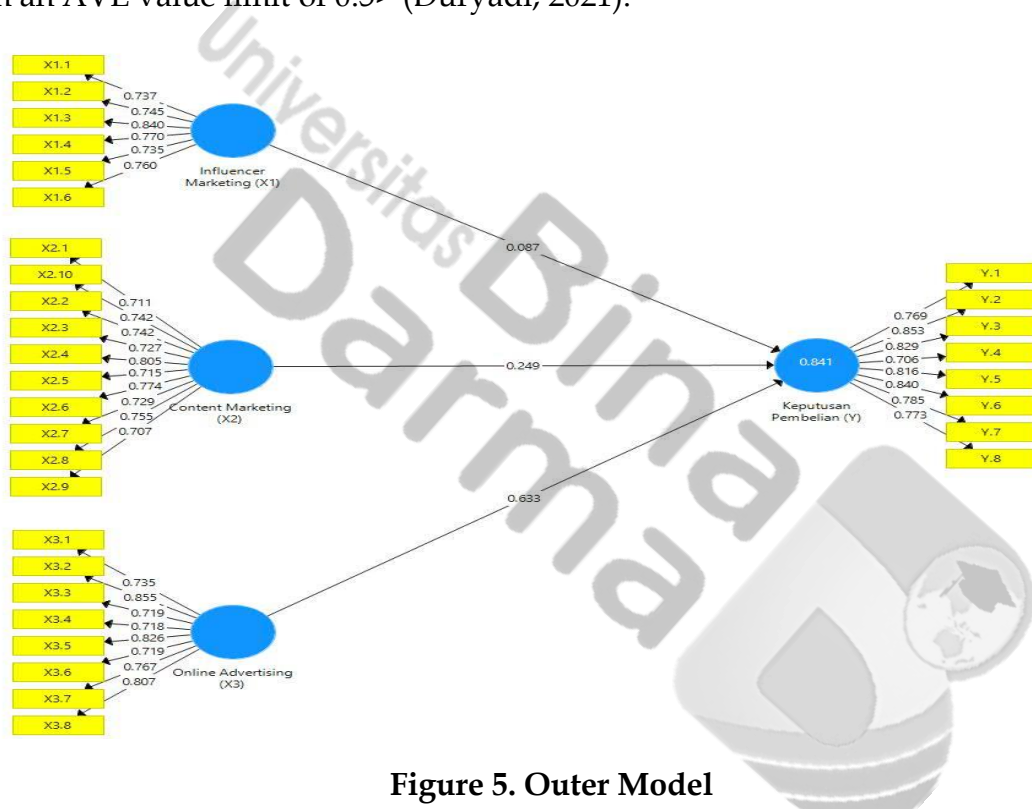 an AVE value limit of 0.5> (Duryadi, 2021).
X1.1
X1.2
X1.3
X1.4
X1.5
X1.6
0.737
0.745
0.840
0.770
0.735
0.760
Influencer
Marketing (X1)
X2.1
X2.10
X2.2
X2.3
X2.4
X2.5
X2.6
X2.7
X2.8
X2.9
0.711
0.742
0.742
0.727
0.805
0.715
0.774
0.729
0.755
0.707
Content Marketing
(X2)
X3.1
X3.2
X3.3
X3.4
X3.5
X3.6
X3.7
X3.8
0.735
0.855
0.719
0.718
0.826
0.719
0.767
0.807
Online Advertising
(X3)
0.087
0.249
0.633
0.841
Keputusan
Pembelian (Y)
0.769
0.853
0.829
0.706
0.816
0.840
0.785
0.773
Y.1
Y.2
Y.3
Y.4
Y.5
Y.6
Y.7
Y.8
Universitas
Bina
Darma
Figure 5. Outer Model